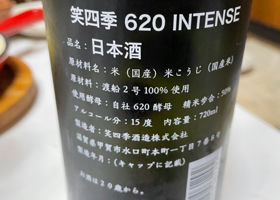 笑四季 620 INTENSE
品名：日本酒
原材料名：米（国産）米こうじ（国産米）
原料米：渡船２号 100% 使用
使用酵母：自社 620 酵母 精米歩合：50%
アルコール分：15 度 内容量：720ml
製造者：笑四季酒造株式会社
滋賀県甲賀市水口町本町一丁目７番８号
製造年月：（キャップに記載）
お酒は２０歳から。